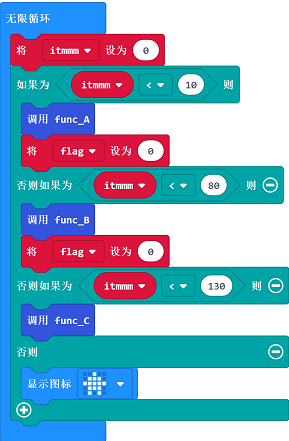 无限循环
将 itmmm 设为 0
如果为 itmmm < 10 则
调用 func_A
将 flag 设为 0
否则如果为 itmmm < 80 则
调用 func_B
将 flag 设为 0
否则如果为 itmmm < 130 则
调用 func_C
否则
显示图标